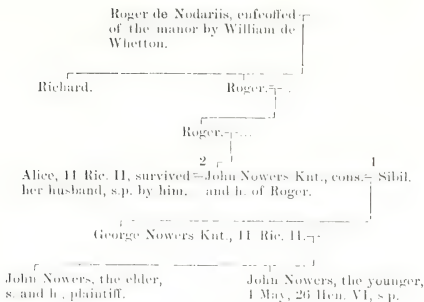 Roger de Nodariis, enfeoffed
of the manor by William de
Whetton.
Richard. Roger.=...
Roger.=...
2 1
Alice, 11 Ric. II, survived =John Nowers Knt., cons.= Sibil.
her husband, s.p. by him. and h. of Roger.
George Nowers Knt., 11 Ric. II.=
John Nowers, the elder, John Nowers, the younger,
s. and h., plaintiff. 1 May, 26 Hen. VI, s p.